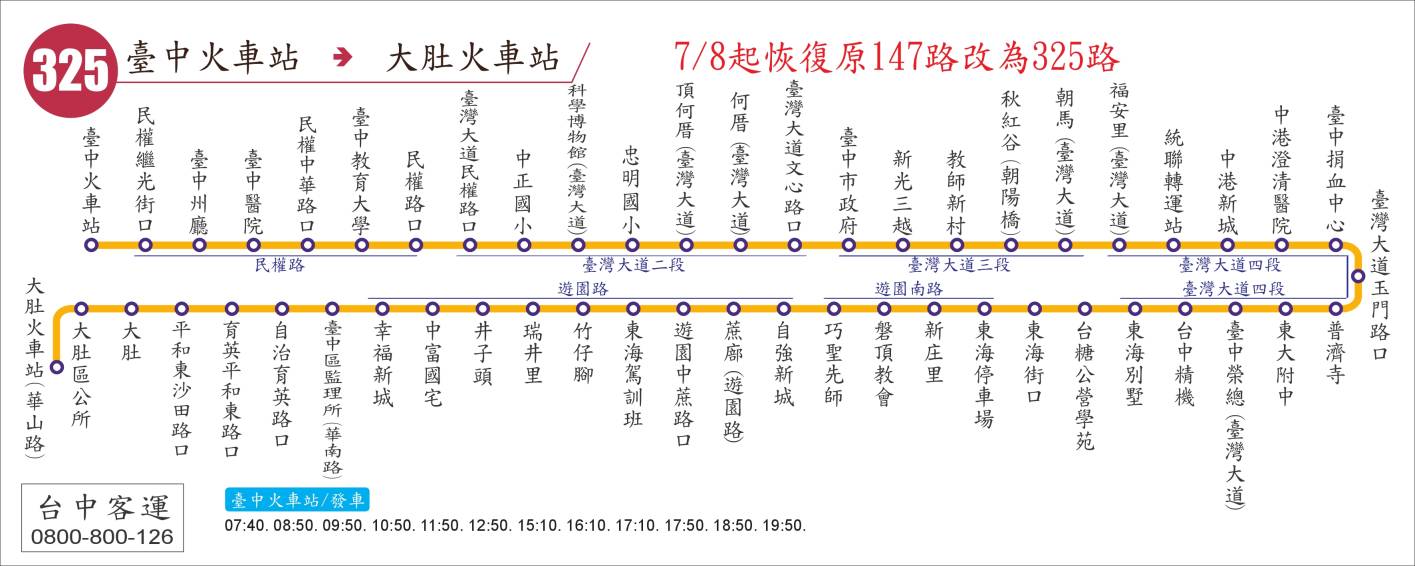 325
臺中火車站 → 大肚火車站
7/8起恢復原147路改為325路
臺中火車站
民權繼光街口
臺中州廳
臺中醫院
民權中華路口
臺中教育大學
民權路口
臺灣大道民權路口
中正國小
科學博物館(臺灣大道)
忠明國小
頂何厝(臺灣大道)
何厝(臺灣大道)
臺灣大道文心路口
臺中市政府
新光三越
教師新村
秋紅谷(朝陽橋)
朝馬(臺灣大道)
福安里(臺灣大道)
統聯轉運站
中港新城
中港澄清醫院
臺中捐血中心
臺灣大道玉門路口
民權路
臺灣大道二段
臺灣大道三段
臺灣大道四段
遊園路
遊園南路
臺灣大道四段
大肚火車站(華山路)
大肚區公所
大肚
平和東沙田路口
育英平和東路口
自治育英路口
臺中區監理所(華南路)
幸福新城
中富國宅
井子頭
瑞井里
竹仔腳
東海駕訓班
遊園中蔗路口
蔗廍(遊園路)
自強新城
巧聖先師
磐頂教會
新庄里
東海停車場
東海街口
台糖公營學苑
東海別墅
台中精機
臺中榮總(臺灣大道)
東大附中
普濟寺
台中客運
0800-800-126
臺中火車站/發車
07:40. 08:50. 09:50. 10:50. 11:50. 12:50. 15:10. 16:10. 17:10. 17:50. 18:50. 19:50.